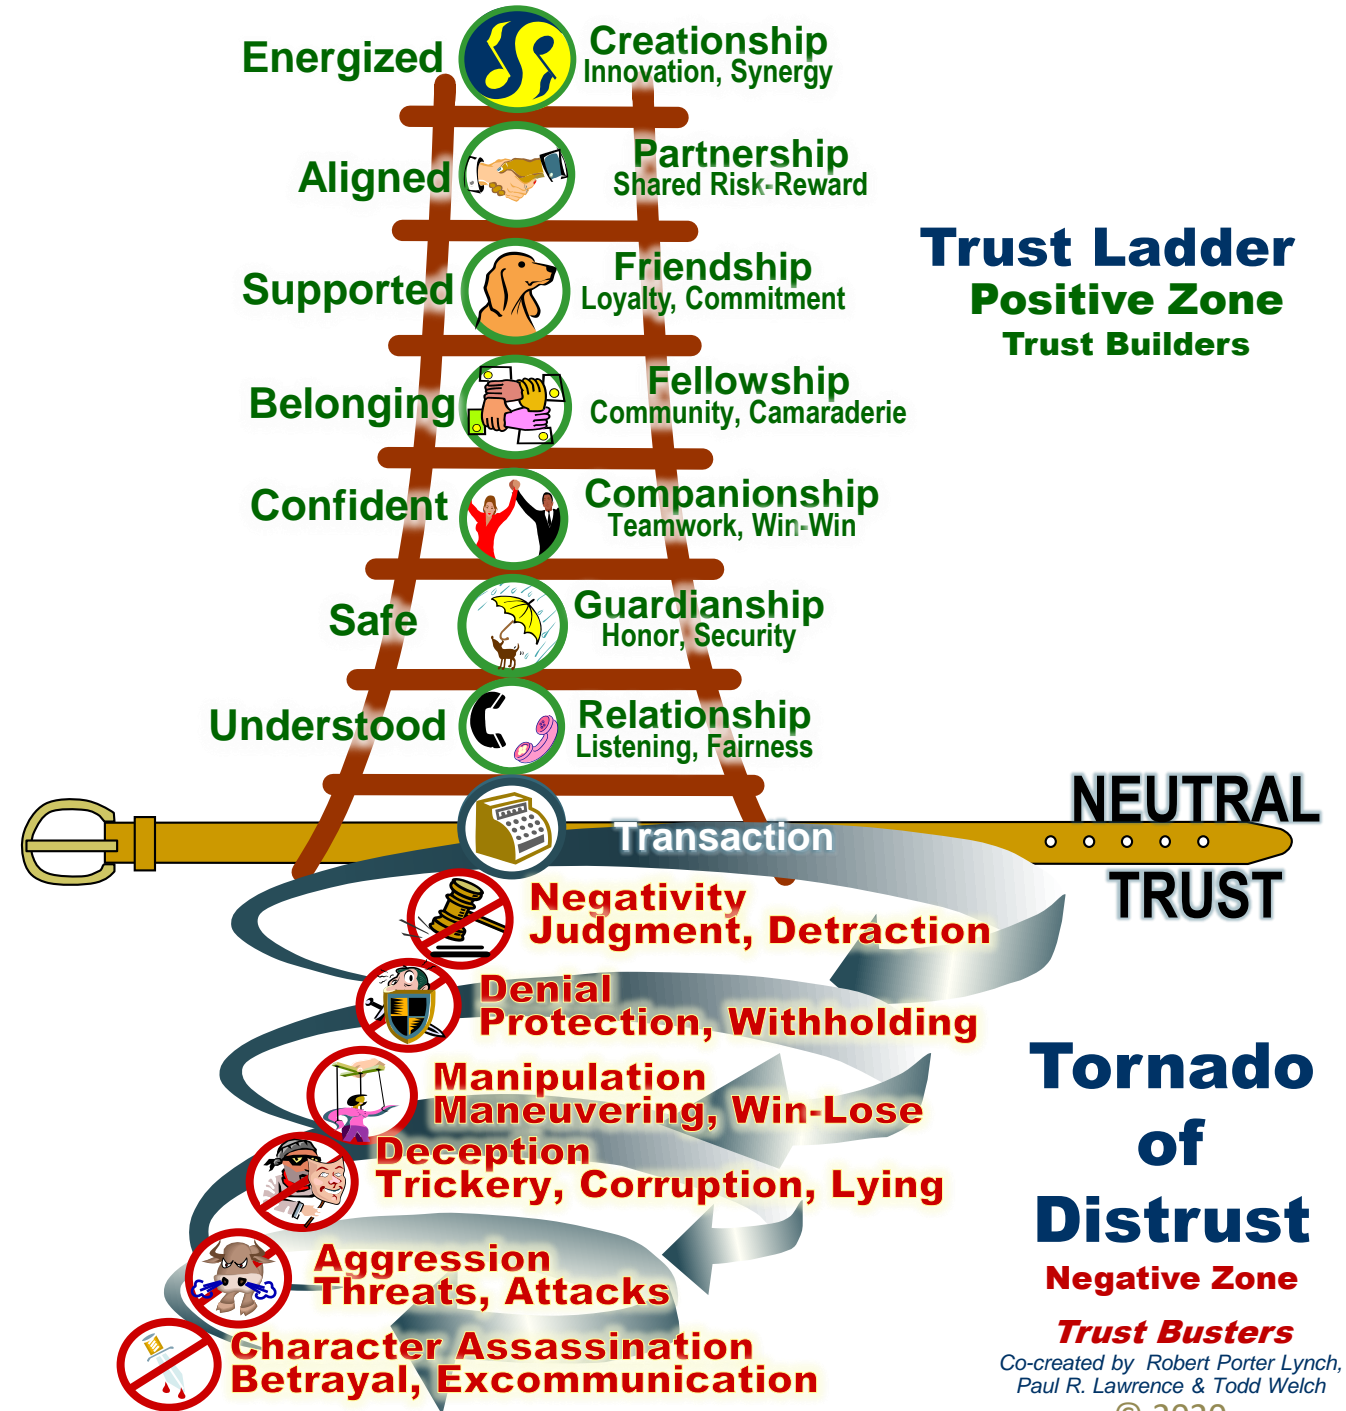 Energized
Creationship
Innovation, Synergy
Aligned
Partnership
Shared Risk-Reward
Trust Ladder
Positive Zone
Trust Builders
Supported
Friendship
Loyalty, Commitment
Belonging
Fellowship
Community, Camaraderie
Confident
Companionship
Teamwork, Win-Win
Safe
Guardianship
Honor, Security
Understood
Relationship
Listening, Fairness
NEUTRAL
TRUST
Transaction
Negativity
Judgment, Detraction
Denial
Protection, Withholding
Manipulation
Maneuvering, Win-Lose
Deception
Trickery, Corruption, Lying
Aggression
Threats, Attacks
Character Assassination
Betrayal, Excommunication
Tornado
of
Distrust
Negative Zone
Trust Busters
Co-created by Robert Porter Lynch,
Paul R. Lawrence & Todd Welch
© 2020